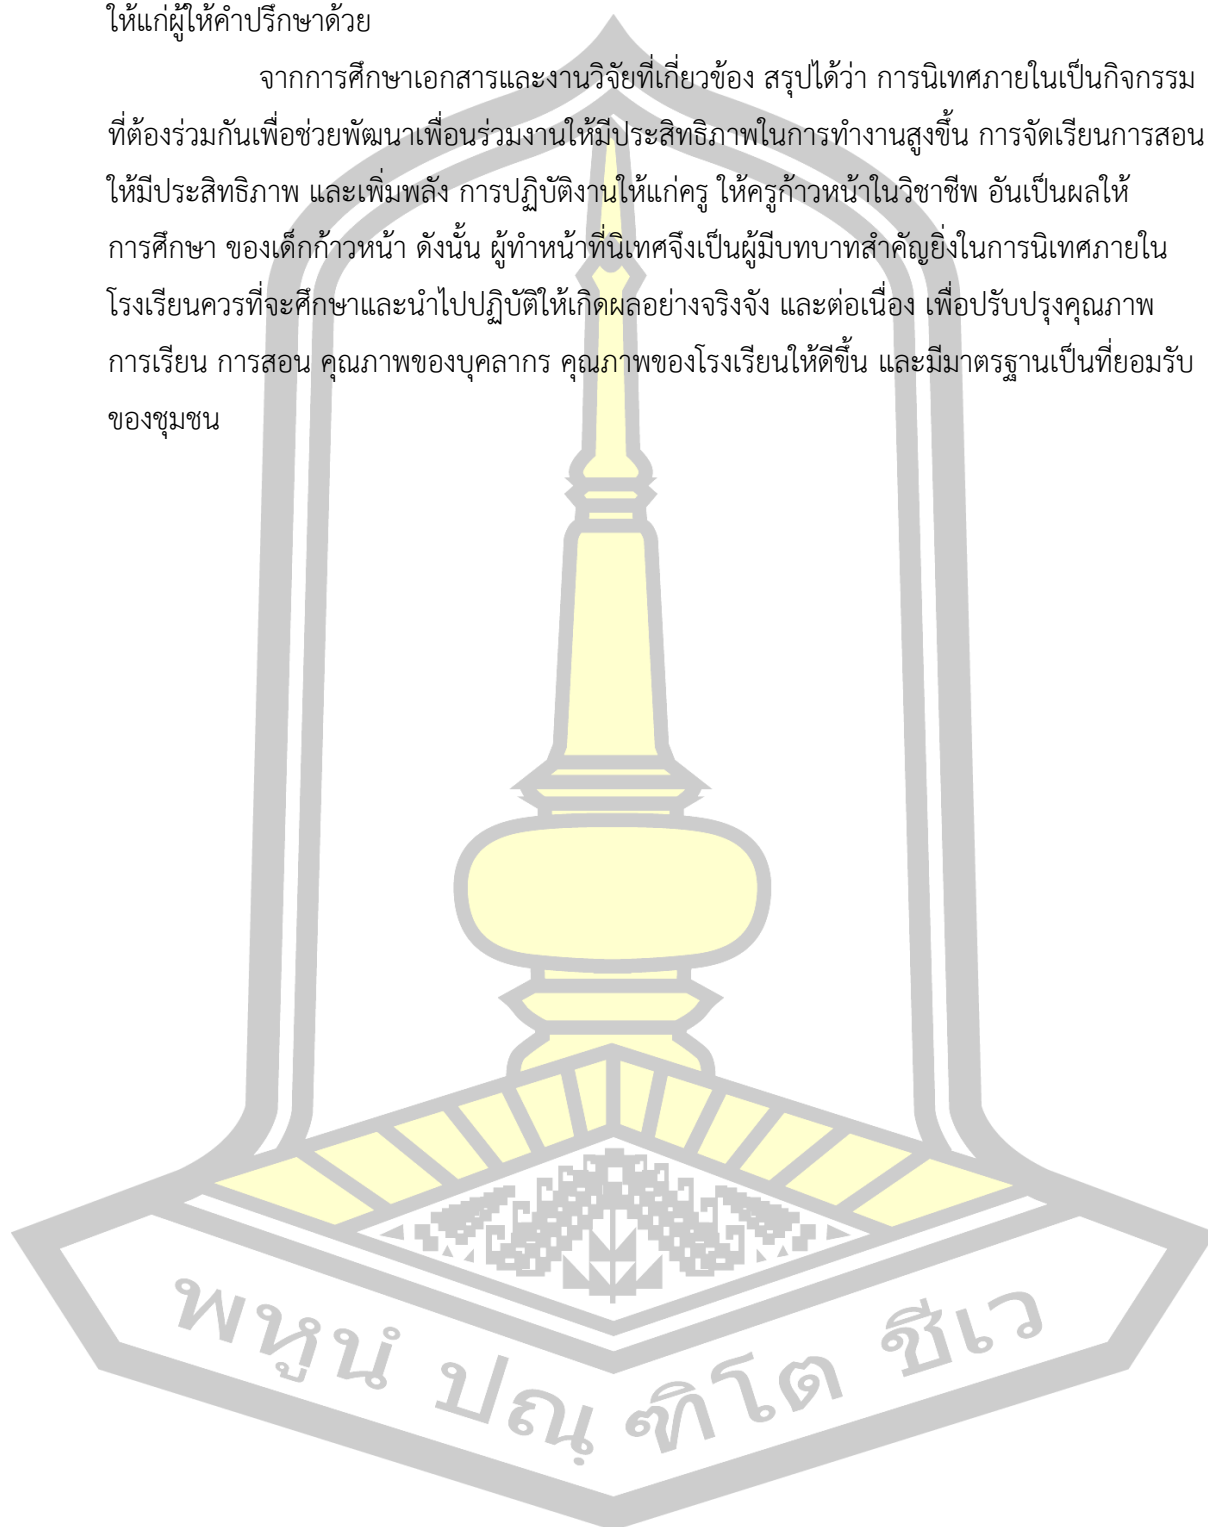 ให้แก่ผู้ให้คำปรึกษาด้วย
จากการศึกษาเอกสารและงานวิจัยที่เกี่ยวข้อง สรุปได้ว่า การนิเทศภายในเป็นกิจกรรม
ที่ต้องร่วมกันเพื่อช่วยพัฒนาเพื่อนร่วมงานให้มีประสิทธิภาพในการทำงานสูงขึ้น การจัดเรียนการสอน
ให้มีประสิทธิภาพ และเพิ่มพลัง การปฏิบัติงานให้แก่ครู ให้ครูก้าวหน้าในวิชาชีพ อันเป็นผลให้
การศึกษา ของเด็กก้าวหน้า ดังนั้น ผู้ทำหน้าที่นิเทศจึงเป็นผู้มีบทบาทสำคัญยิ่งในการนิเทศภายใน
โรงเรียนควรที่จะศึกษาและนำไปปฏิบัติให้เกิดผลอย่างจริงจัง และต่อเนื่อง เพื่อปรับปรุงคุณภาพ
การเรียน การสอน คุณภาพของบุคลากร คุณภาพของโรงเรียนให้ดีขึ้น และมีมาตรฐานเป็นที่ยอมรับ
ของชุมชน
พหูนํ ปณฺฑิโต ชีเว